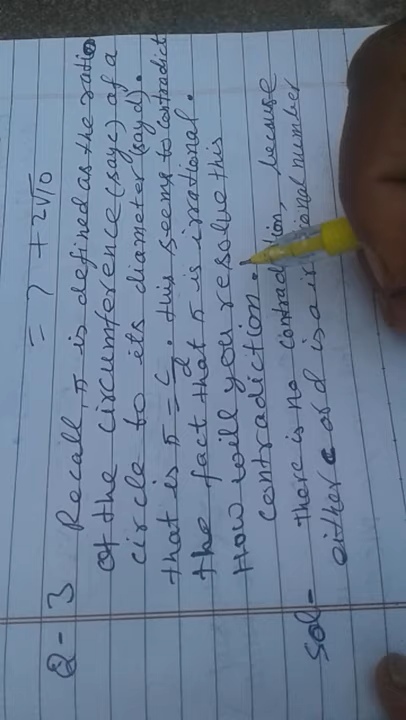 = 7 + 2√10
Q-3 Recall, π is defined as the ratio
of the circumference (say c) of a
circle to its diameter (say d).
that is π = c/d. this seems to contradict
the fact that π is irrational.
How will you resolve this
contradiction.
Sol- there is no contradiction, because
either c or d is a number